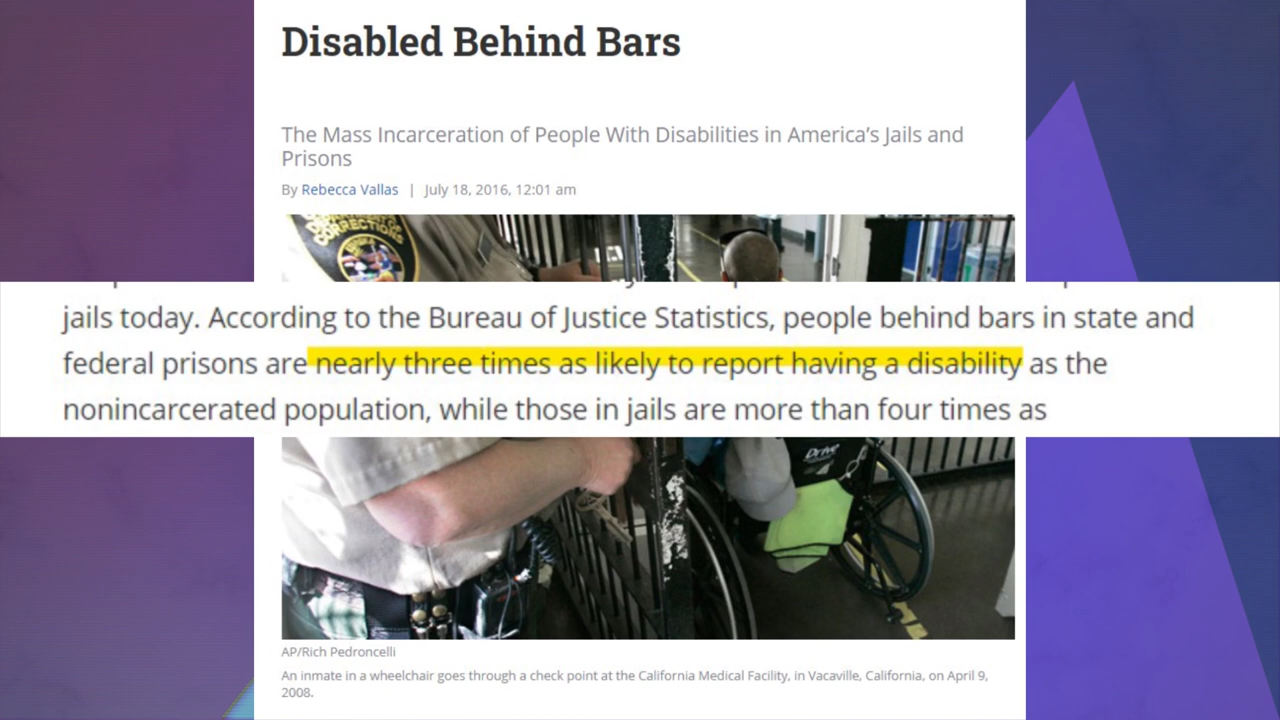 Disabled Behind Bars
The Mass Incarceration of People With Disabilities in America's Jails and
Prisons
By Rebecca Vallas | July 18, 2016, 12:01 am
CORRECTIONS
jails today. According to the Bureau of Justice Statistics, people behind bars in state and
federal prisons are nearly three times as likely to report having a disability as the
nonincarcerated population, while those in jails are more than four times as
Drive
AP/Rich Pedroncelli
An inmate in a wheelchair goes through a check point at the California Medical Facility, in Vacaville, California, on April 9,
2008.